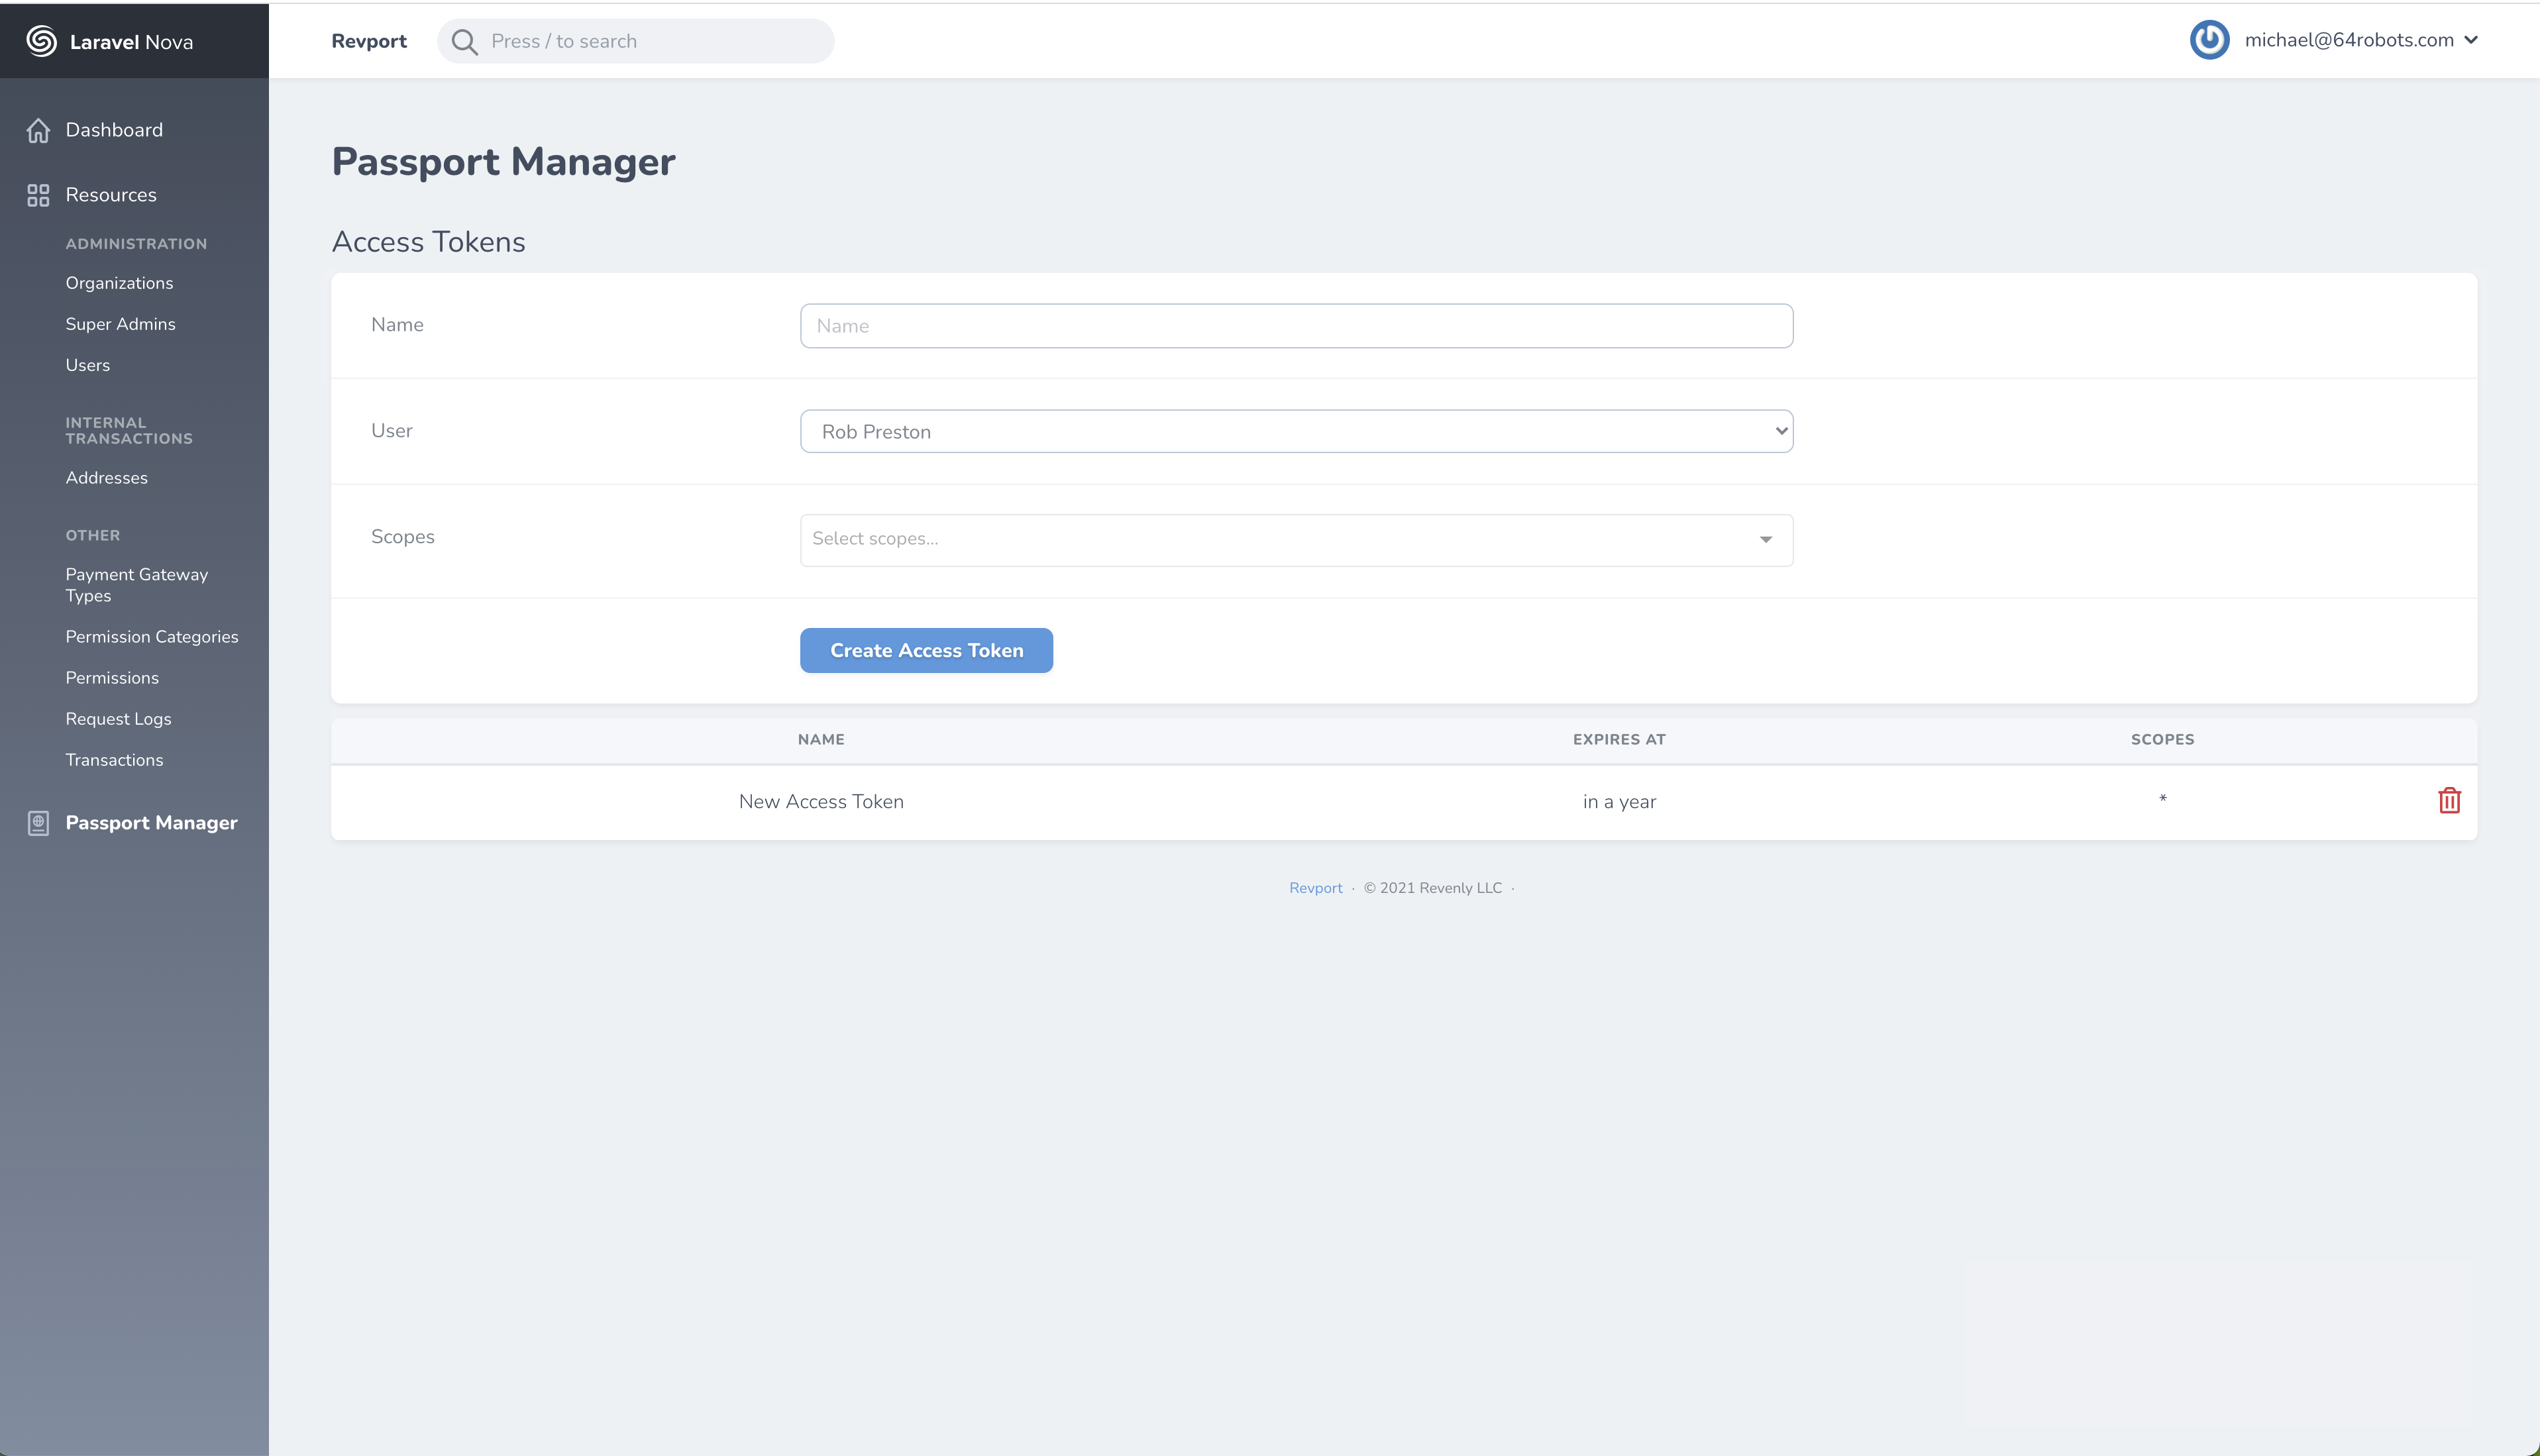 Laravel Nova
Revport
Press / to search
michael@64robots.com
Dashboard
Resources
ADMINISTRATION
Organizations
Super Admins
Users
INTERNAL
TRANSACTIONS
Addresses
OTHER
Payment Gateway
Types
Permission Categories
Permissions
Request Logs
Transactions
Passport Manager
Passport Manager
Access Tokens
Name
Name
User
Rob Preston
Scopes
Select scopes...
Create Access Token
NAME EXPIRES AT SCOPES
New Access Token in a year *
Revport · © 2021 Revenly LLC ·